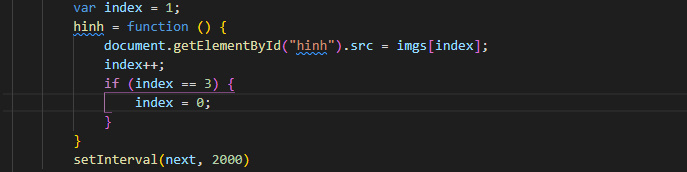 var index = 1;
hinh = function () {
document.getElementById("hinh").src = imgs[index];
index++;
if (index == 3) {
index = 0;
}
}
setInterval(next, 2000)